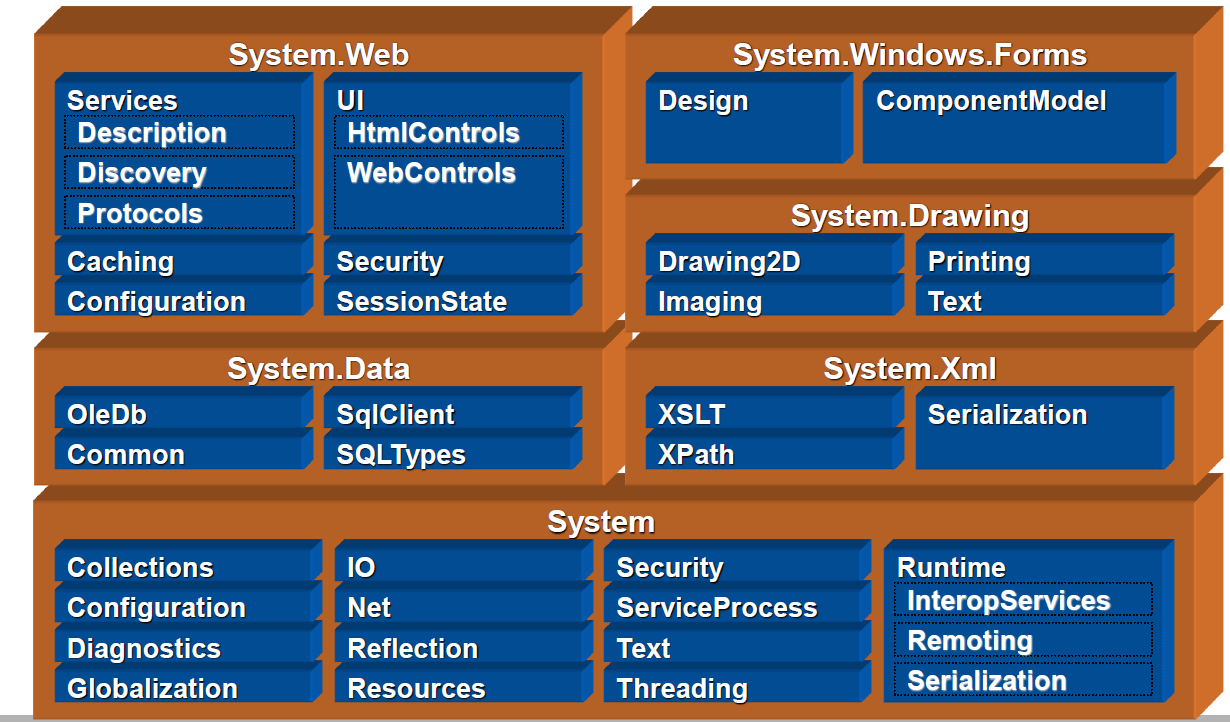 System.Web
Services
Description
Discovery
Protocols
Caching
Configuration
UI
HtmlControls
WebControls
Security
SessionState
System.Windows.Forms
Design
ComponentModel
System.Drawing
Drawing2D
Imaging
Printing
Text
System.Data
OleDb
Common
SqlClient
SQLTypes
System.Xml
XSLT
XPath
Serialization
System
Collections
Configuration
Diagnostics
Globalization
IO
Net
Reflection
Resources
Security
ServiceProcess
Text
Threading
Runtime
InteropServices
Remoting
Serialization